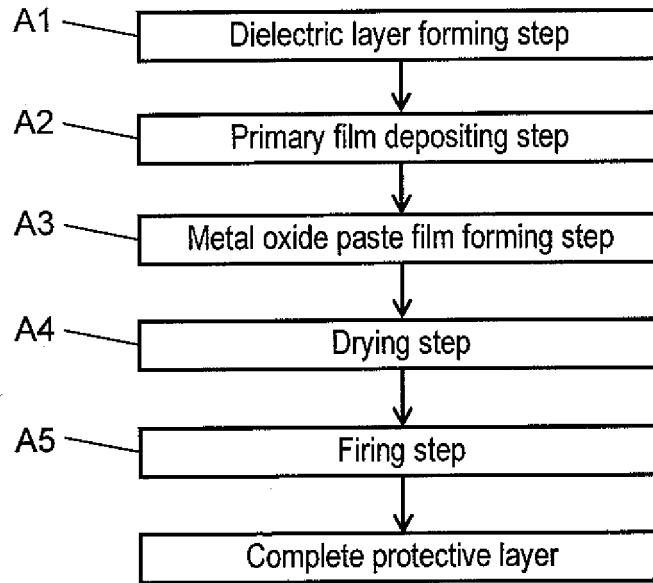 A1 Dielectric layer forming step
A2 Primary film depositing step
A3 Metal oxide paste film forming step
A4 Drying step
A5 Firing step
Complete protective layer